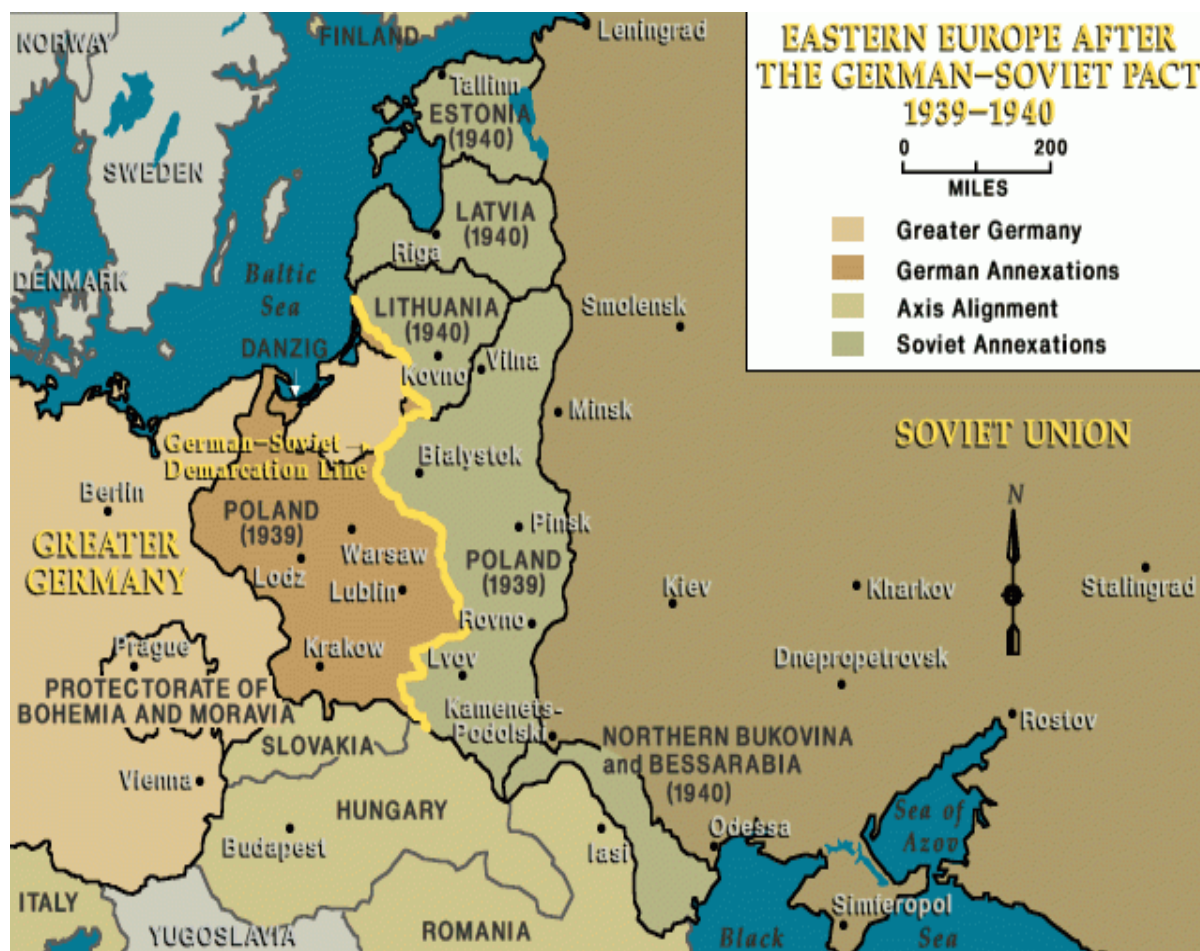 EASTERN EUROPE AFTER
THE GERMAN–SOVIET PACT
1939–1940
0 200
MILES
Greater Germany
German Annexations
Axis Alignment
Soviet Annexations
NORWAY
FINLAND
Leningrad
Tallinn
ESTONIA
(1940)
SWEDEN
LATVIA
(1940)
Riga
DENMARK
Baltic
Sea
LITHUANIA
(1940)
Smolensk
DANZIG
Kovno
Vilna
Minsk
German–Soviet
Demarcation Line
Bialystok
SOVIET UNION
Berlin
POLAND
(1939)
Warsaw
Pinsk
N
GREATER
GERMANY
Lodz
Lublin
POLAND
(1939)
Kiev
Kharkov
Stalingrad
Rovno
Prague
Krakow
Lvov
Dnepropetrovsk
PROTECTORATE OF
BOHEMIA AND MORAVIA
Kamenets-
Podolski
Rostov
SLOVAKIA
NORTHERN BUKOVINA
and BESSARABIA
(1940)
Vienna
HUNGARY
Budapest
Iasi
Odessa
Sea of
Azov
ITALY
YUGOSLAVIA
ROMANIA
Simferopol
Black Sea